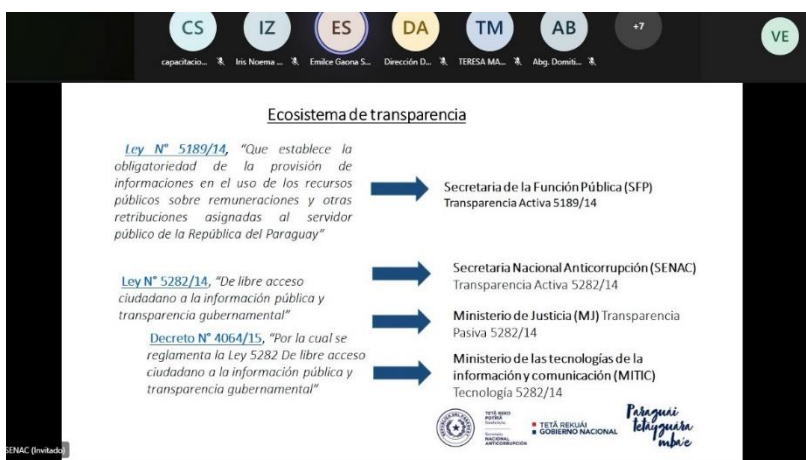 CS
IZ
ES
DA
TM
AB
+7
VE
capacitacio...
Iris Noema ...
Emilce Gaona S...
Dirección D...
TERESA MA...
Abg. Domiti...
Ecosistema de transparencia
Ley N° 5189/14, "Que establece la
obligatoriedad de la provisión de
informaciones en el uso de los recursos
públicos sobre remuneraciones y otras
retribuciones asignadas al servidor
público de la República del Paraguay"
Secretaria de la Función Pública (SFP)
Transparencia Activa 5189/14
Ley N° 5282/14, "De libre acceso
ciudadano a la información pública y
transparencia gubernamental"
Decreto N° 4064/15, "Por la cual se
reglamenta la Ley 5282 De libre acceso
ciudadano a la información pública y
transparencia gubernamental"
Secretaria Nacional Anticorrupción (SENAC)
Transparencia Activa 5282/14
Ministerio de Justicia (MJ) Transparencia
Pasiva 5282/14
Ministerio de las tecnologías de la
información y comunicación (MITIC)
Tecnología 5282/14
NACIONAL
ANTICORRUPCIÓN
TETÃ REKUÁI
GOBIERNO NACIONAL
Paraguái
tetãyguára
mba'e
SENAC (Invitado)